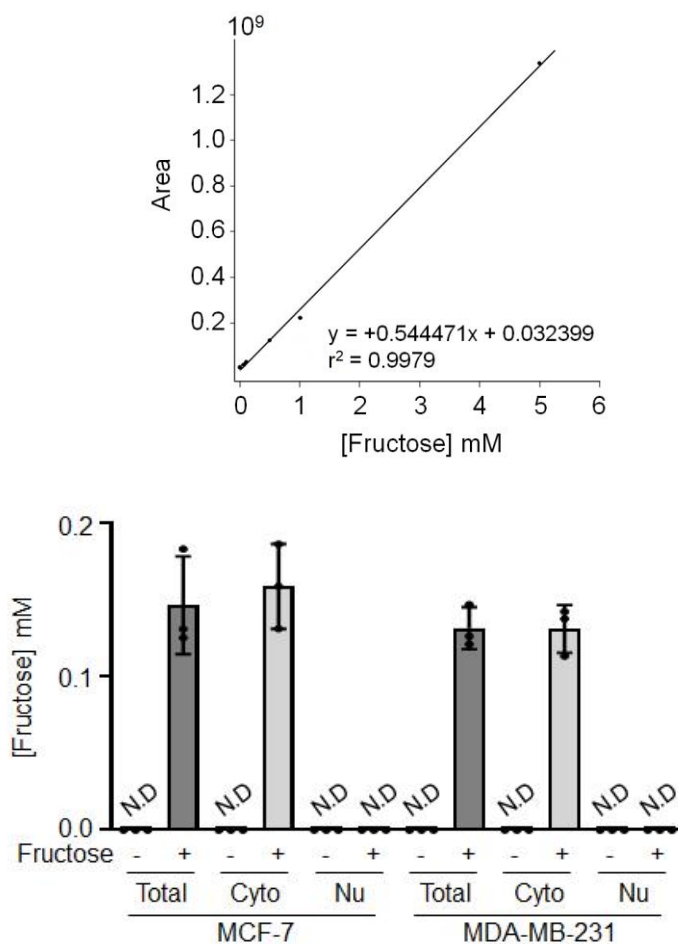 10⁹
1.2
1.0
0.8
0.6
0.4
0.2
Area
y = +0.544471x + 0.032399
r² = 0.9979
0 1 2 3 4 5 6
[Fructose] mM
0.2
0.1
0.0
[Fructose] mM
N.D N.D N.D N.D N.D N.D N.D N.D
Fructose - + - + - + - + - + - +
Total Cyto Nu Total Cyto Nu
MCF-7 MDA-MB-231